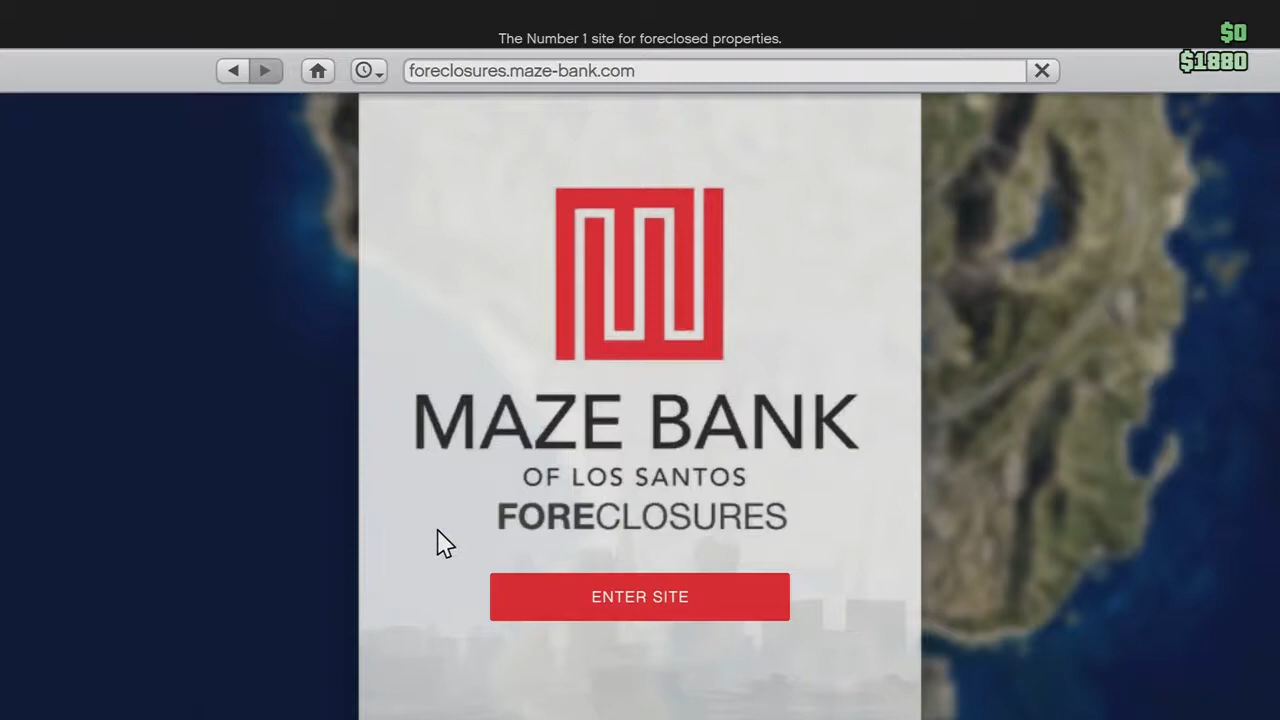 The Number 1 site for foreclosed properties.
$0
$1880
foreclosures.maze-bank.com
MAZE BANK
OF LOS SANTOS
FORECLOSURES
ENTER SITE